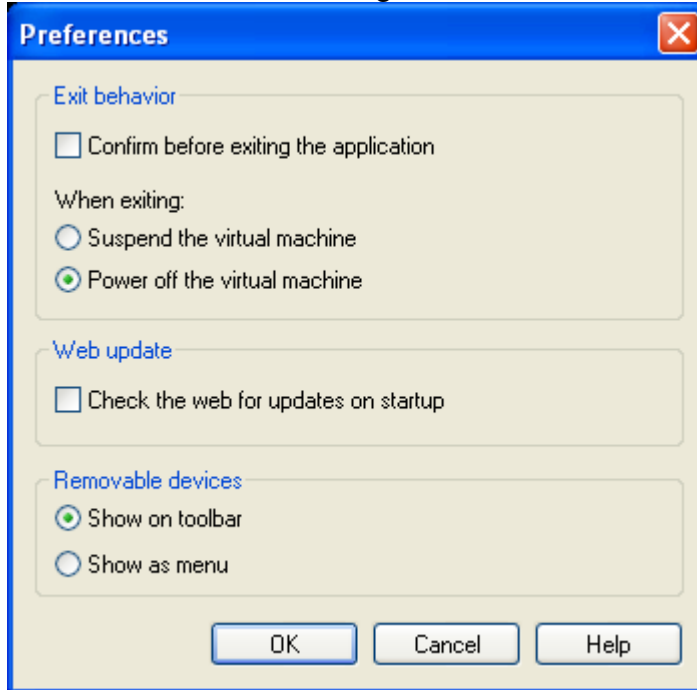 Preferences
Exit behavior
Confirm before exiting the application
When exiting:
Suspend the virtual machine
Power off the virtual machine
Web update
Check the web for updates on startup
Removable devices
Show on toolbar
Show as menu
OK Cancel Help